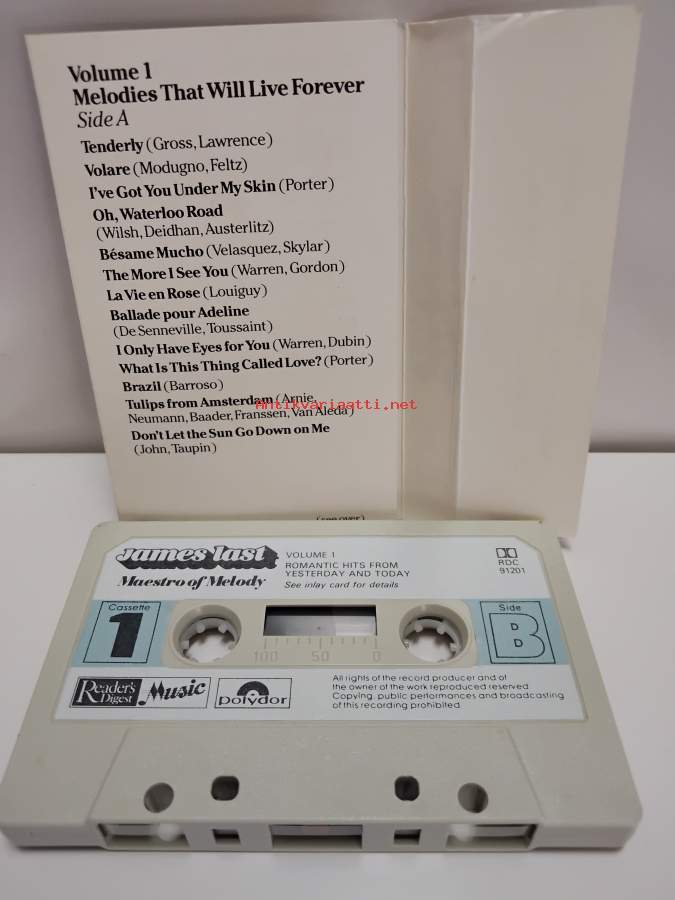 Volume 1
Melodies That Will Live Forever
Side A
Tenderly (Gross, Lawrence)
Volare (Modugno, Feltz)
I've Got You Under My Skin (Porter)
Oh, Waterloo Road
(Wilsh, Deidhan, Austerlitz)
Bésame Mucho (Velasquez, Skylar)
The More I See You (Warren, Gordon)
La Vie en Rose (Louiguy)
Ballade pour Adeline
(De Senneville, Toussaint)
I Only Have Eyes for You (Warren, Dubin)
What Is This Thing Called Love? (Porter)
Brazil (Barroso)
Tulips from Amsterdam (Arnie,
Neumann, Baader, Franssen, Van Aleda)
Don't Let the Sun Go Down on Me
(John, Taupin)
(see over)
Antikvariaatti.net
James Last
Maestro of Melody
VOLUME 1
ROMANTIC HITS FROM
YESTERDAY AND TODAY
See inlay card for details
RDC
91201
Cassette
1
100 50 0
Side
B
Reader's
Digest
Music
polydor
All rights of the record producer and of
the owner of the work reproduced reserved
Copying, public performances and broadcasting
of this recording prohibited